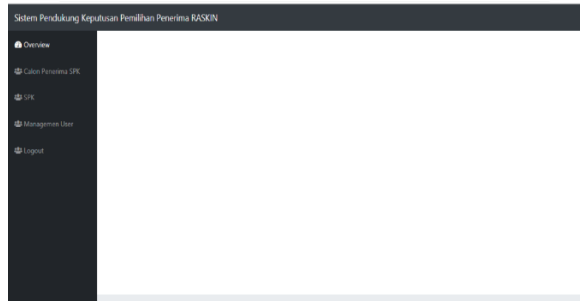 Sistem Pendukung Keputusan Pemilihan Penerima RASKIN
Overview
Calon Penerima SPK
SPK
Managemen User
Logout